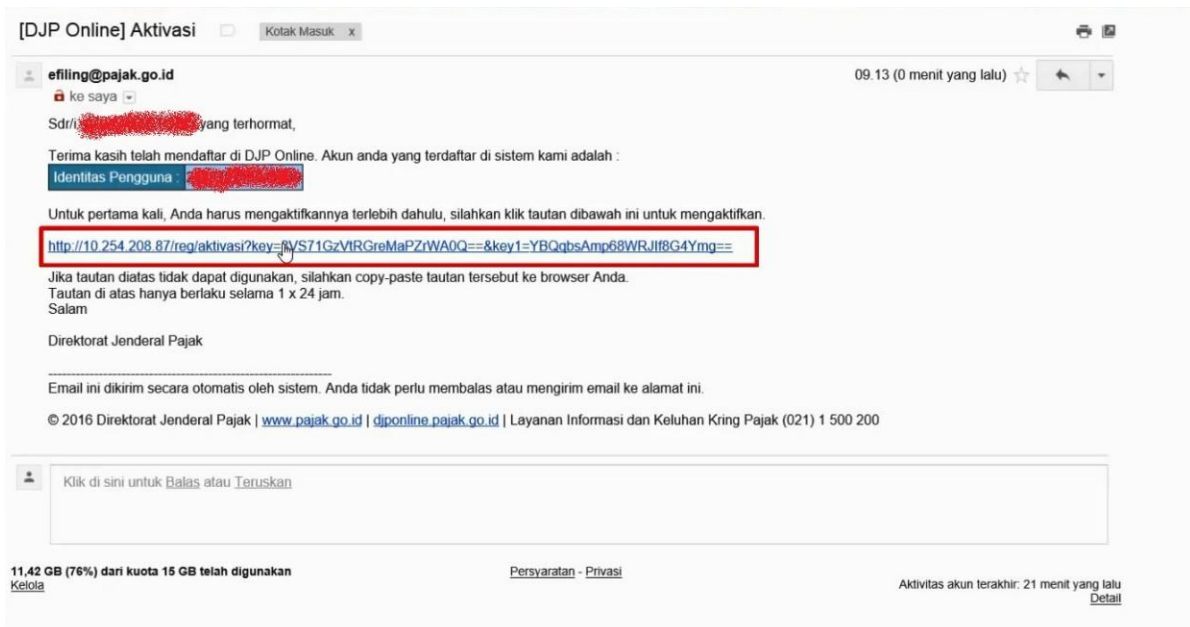 [DJP Online] Aktivasi
Kotak Masuk x
efiling@pajak.go.id
09.13 (0 menit yang lalu)
ke saya
Sdr/i. yang terhormat,
Terima kasih telah mendaftar di DJP Online. Akun anda yang terdaftar di sistem kami adalah :
Identitas Pengguna :
Untuk pertama kali, Anda harus mengaktifkannya terlebih dahulu, silahkan klik tautan dibawah ini untuk mengaktifkan.
http://10.254.208.87/reg/aktivasi?key=
Jika tautan diatas tidak dapat digunakan, silahkan copy-paste tautan tersebut ke browser Anda.
Tautan di atas hanya berlaku selama 1 x 24 jam.
Salam
Direktorat Jenderal Pajak
Email ini dikirim secara otomatis oleh sistem. Anda tidak perlu membalas atau mengirim email ke alamat ini.
© 2016 Direktorat Jenderal Pajak | www.pajak.go.id | djponline.pajak.go.id | Layanan Informasi dan Keluhan Kring Pajak (021) 1 500 200
Klik di sini untuk Balas atau Teruskan
11,42 GB (76%) dari kuota 15 GB telah digunakan
Kelola
Persyaratan - Privasi
Aktivitas akun terakhir: 21 menit yang lalu
Detail